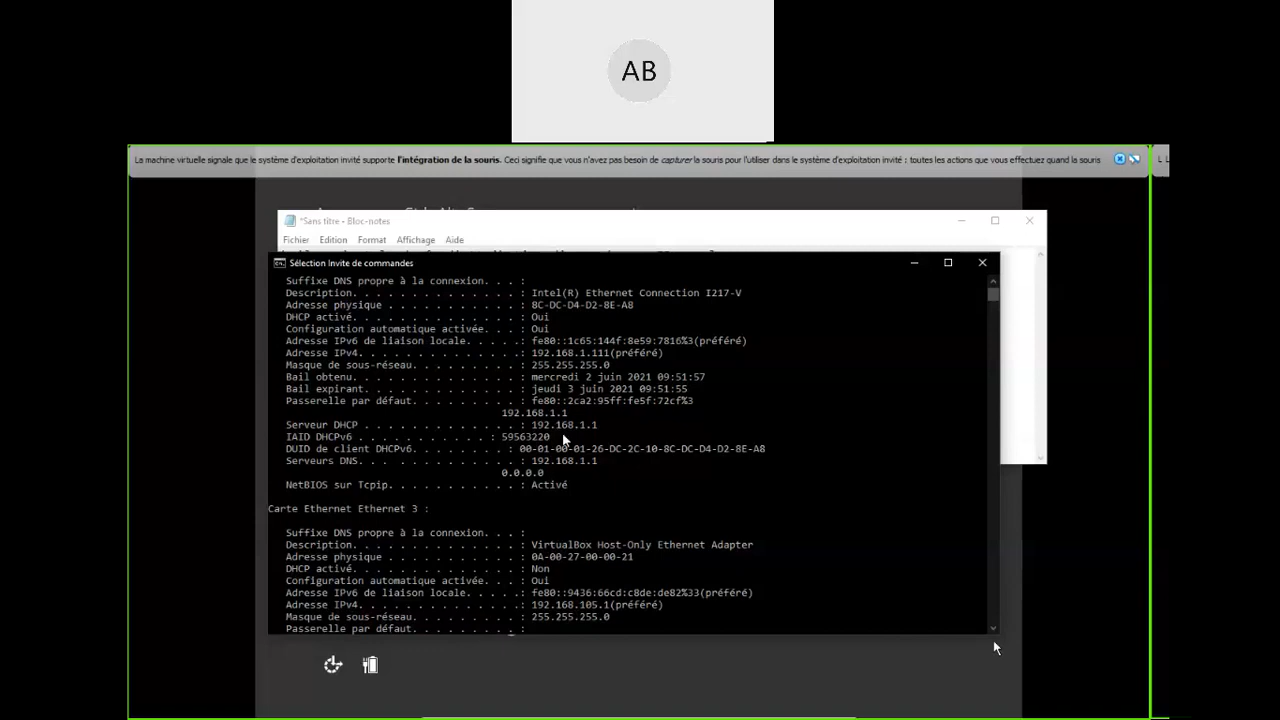 AB
La machine virtuelle signale que le système d'exploitation invité supporte l'intégration de la souris. Ceci signifie que vous n'avez pas besoin de capturer la souris pour l'utiliser dans le système d'exploitation invité ; toutes les actions que vous effectuez quand la souris
*Sans titre - Bloc-notes
Fichier Edition Format Affichage Aide
Sélection Invite de commandes
Suffixe DNS propre à la connexion. . . :
Description. . . . . . . . . . . . . . : Intel(R) Ethernet Connection I217-V
Adresse physique . . . . . . . . . . . : 8C-DC-D4-D2-8E-A8
DHCP activé. . . . . . . . . . . . . . : Oui
Configuration automatique activée. . . : Oui
Adresse IPv6 de liaison locale. . . . .: fe80::1c65:144f:8e59:7816%3(préféré)
Adresse IPv4. . . . . . . . . . . . . .: 192.168.1.111(préféré)
Masque de sous-réseau. . . . . . . . . : 255.255.255.0
Bail obtenu. . . . . . . . . . . . . . : mercredi 2 juin 2021 09:51:57
Bail expirant. . . . . . . . . . . . . : jeudi 3 juin 2021 09:51:55
Passerelle par défaut. . . . . . . . . : fe80::2ca2:95ff:fe5f:72cf%3
192.168.1.1
Serveur DHCP . . . . . . . . . . . . . : 192.168.1.1
IAID DHCPv6 . . . . . . . . . . . : 59563220
DUID de client DHCPv6. . . . . . . . : 00-01-00-01-26-DC-2C-10-8C-DC-D4-D2-8E-A8
Serveurs DNS. . . . . . . . . . . . . : 192.168.1.1
0.0.0.0
NetBIOS sur Tcpip. . . . . . . . . . . : Activé
Carte Ethernet Ethernet 3 :
Suffixe DNS propre à la connexion. . . :
Description. . . . . . . . . . . . . . : VirtualBox Host-Only Ethernet Adapter
Adresse physique . . . . . . . . . . . : 0A-00-27-00-00-21
DHCP activé. . . . . . . . . . . . . . : Non
Configuration automatique activée. . . : Oui
Adresse IPv6 de liaison locale. . . . .: fe80::9436:66cd:c8de:de82%33(préféré)
Adresse IPv4. . . . . . . . . . . . . .: 192.168.105.1(préféré)
Masque de sous-réseau. . . . . . . . . : 255.255.255.0
Passerelle par défaut. . . . . . . . . :